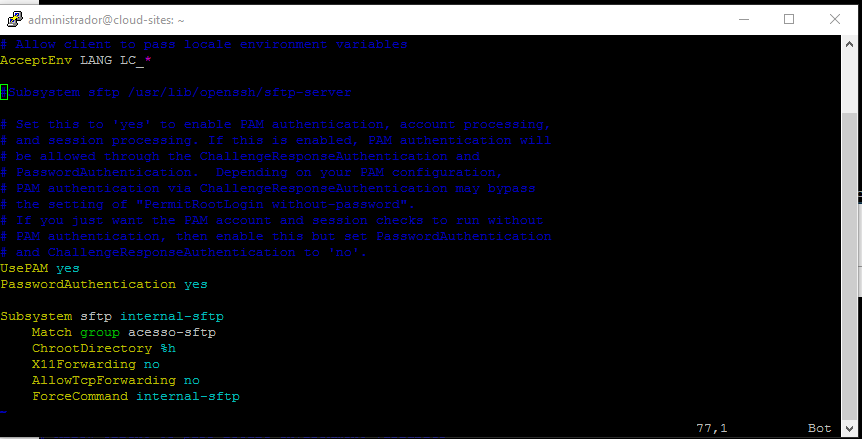 administrador@cloud-sites: ~
# Allow client to pass locale environment variables
AcceptEnv LANG LC_*
#Subsystem sftp /usr/lib/openssh/sftp-server
# Set this to 'yes' to enable PAM authentication, account processing,
# and session processing. If this is enabled, PAM authentication will
# be allowed through the ChallengeResponseAuthentication and
# PasswordAuthentication.  Depending on your PAM configuration,
# PAM authentication via ChallengeResponseAuthentication may bypass
# the setting of "PermitRootLogin without-password".
# If you just want the PAM account and session checks to run without
# PAM authentication, then enable this but set PasswordAuthentication
# and ChallengeResponseAuthentication to 'no'.
UsePAM yes
PasswordAuthentication yes
Subsystem sftp internal-sftp
Match group acesso-sftp
ChrootDirectory %h
X11Forwarding no
AllowTcpForwarding no
ForceCommand internal-sftp
~
77,1 Bot